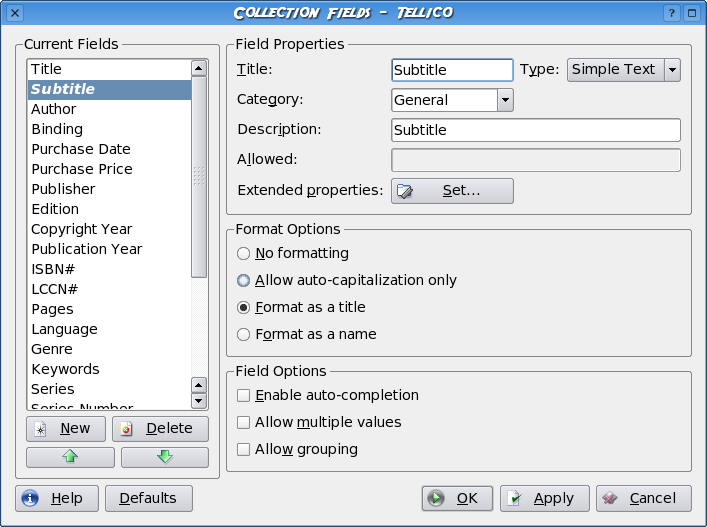 Collection Fields – Tellico
Current Fields
Title
Subtitle
Author
Binding
Purchase Date
Purchase Price
Publisher
Edition
Copyright Year
Publication Year
ISBN#
LCCN#
Pages
Language
Genre
Keywords
Series
Series Number
New Delete
Field Properties
Title: Subtitle Type: Simple Text
Category: General
Description: Subtitle
Allowed:
Extended properties: Set...
Format Options
No formatting
Allow auto-capitalization only
Format as a title
Format as a name
Field Options
Enable auto-completion
Allow multiple values
Allow grouping
Help Defaults OK Apply Cancel